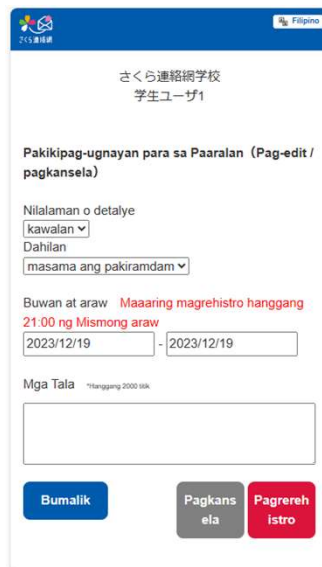 さくら連絡網
Filipino
さくら連絡網学校
学生ユーザ1
Pakikipag-ugnayan para sa Paaralan（Pag-edit /
pagkansela）
Nilalaman o detalye
kawalan
Dahilan
masama ang pakiramdam
Buwan at araw Maaaring magrehistro hanggang
21:00 ng Mismong araw
2023/12/19 - 2023/12/19
Mga Tala *Hanggang 2000 titik
Bumalik
Pagkans
ela
Pagrereh
istro